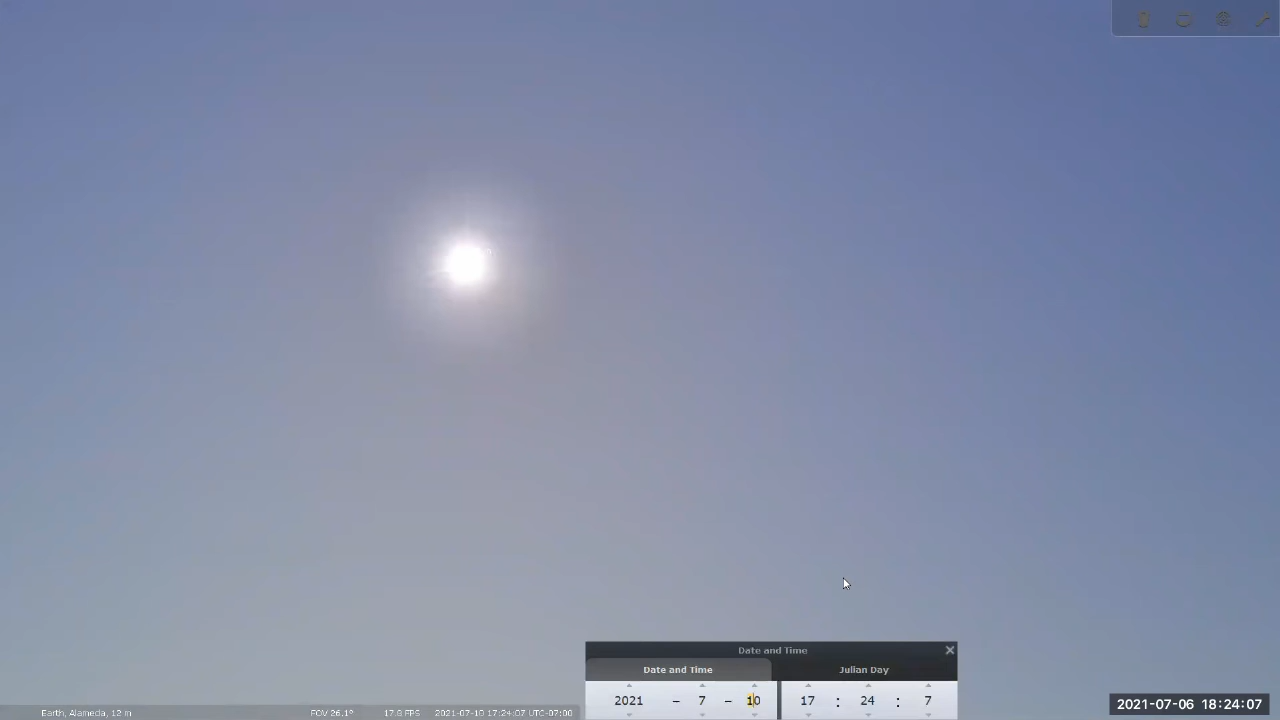 Date and Time
Date and Time Julian Day
2021 – 7 – 10 17 : 24 : 7
2021-07-06 18:24:07
Earth, Alameda, 12 m FOV 26.1° 17.9 FPS 2021-07-10 17:24:07 UTC-07:00